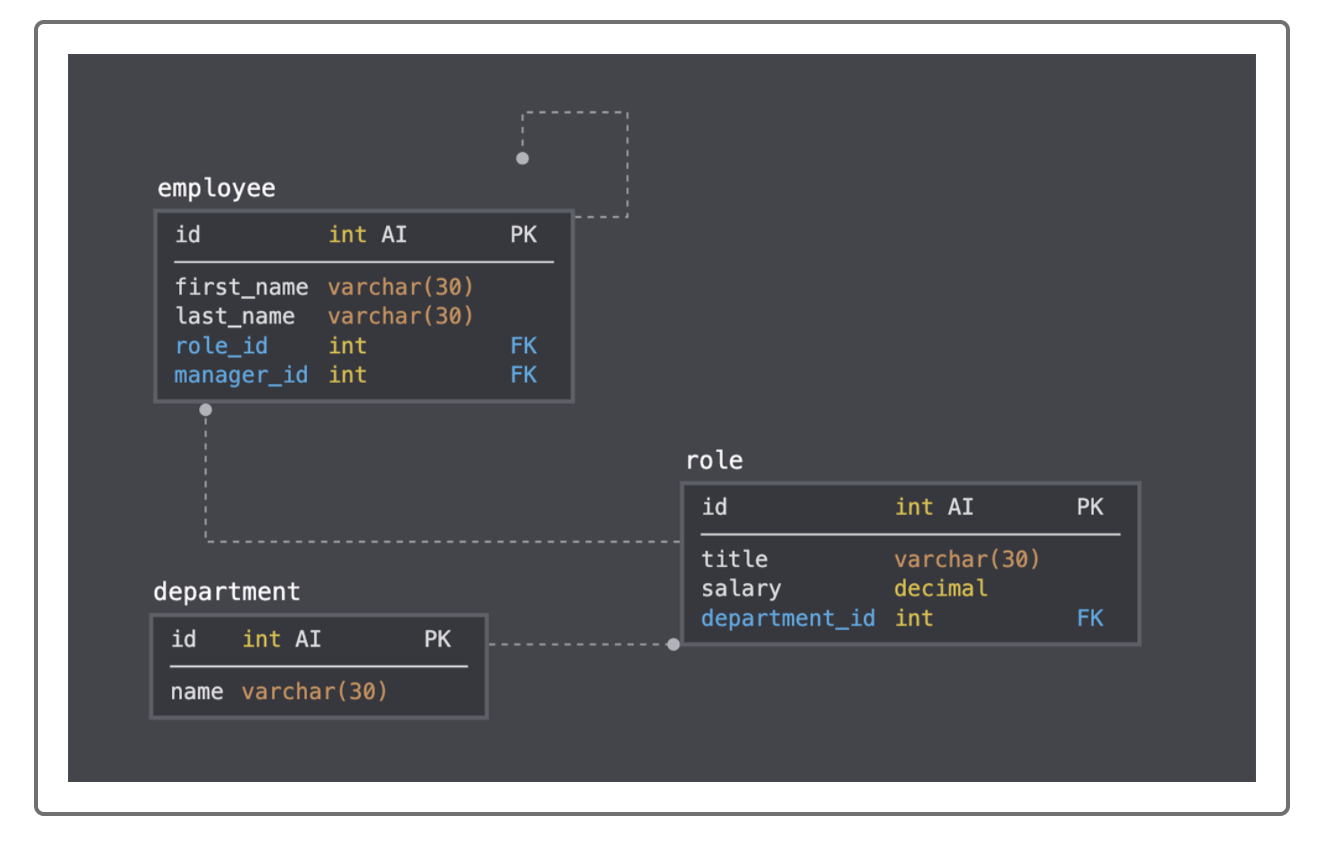 employee
id int AI PK
first_name varchar(30)
last_name varchar(30)
role_id int FK
manager_id int FK
role
id int AI PK
title varchar(30)
salary decimal
department_id int FK
department
id int AI PK
name varchar(30)